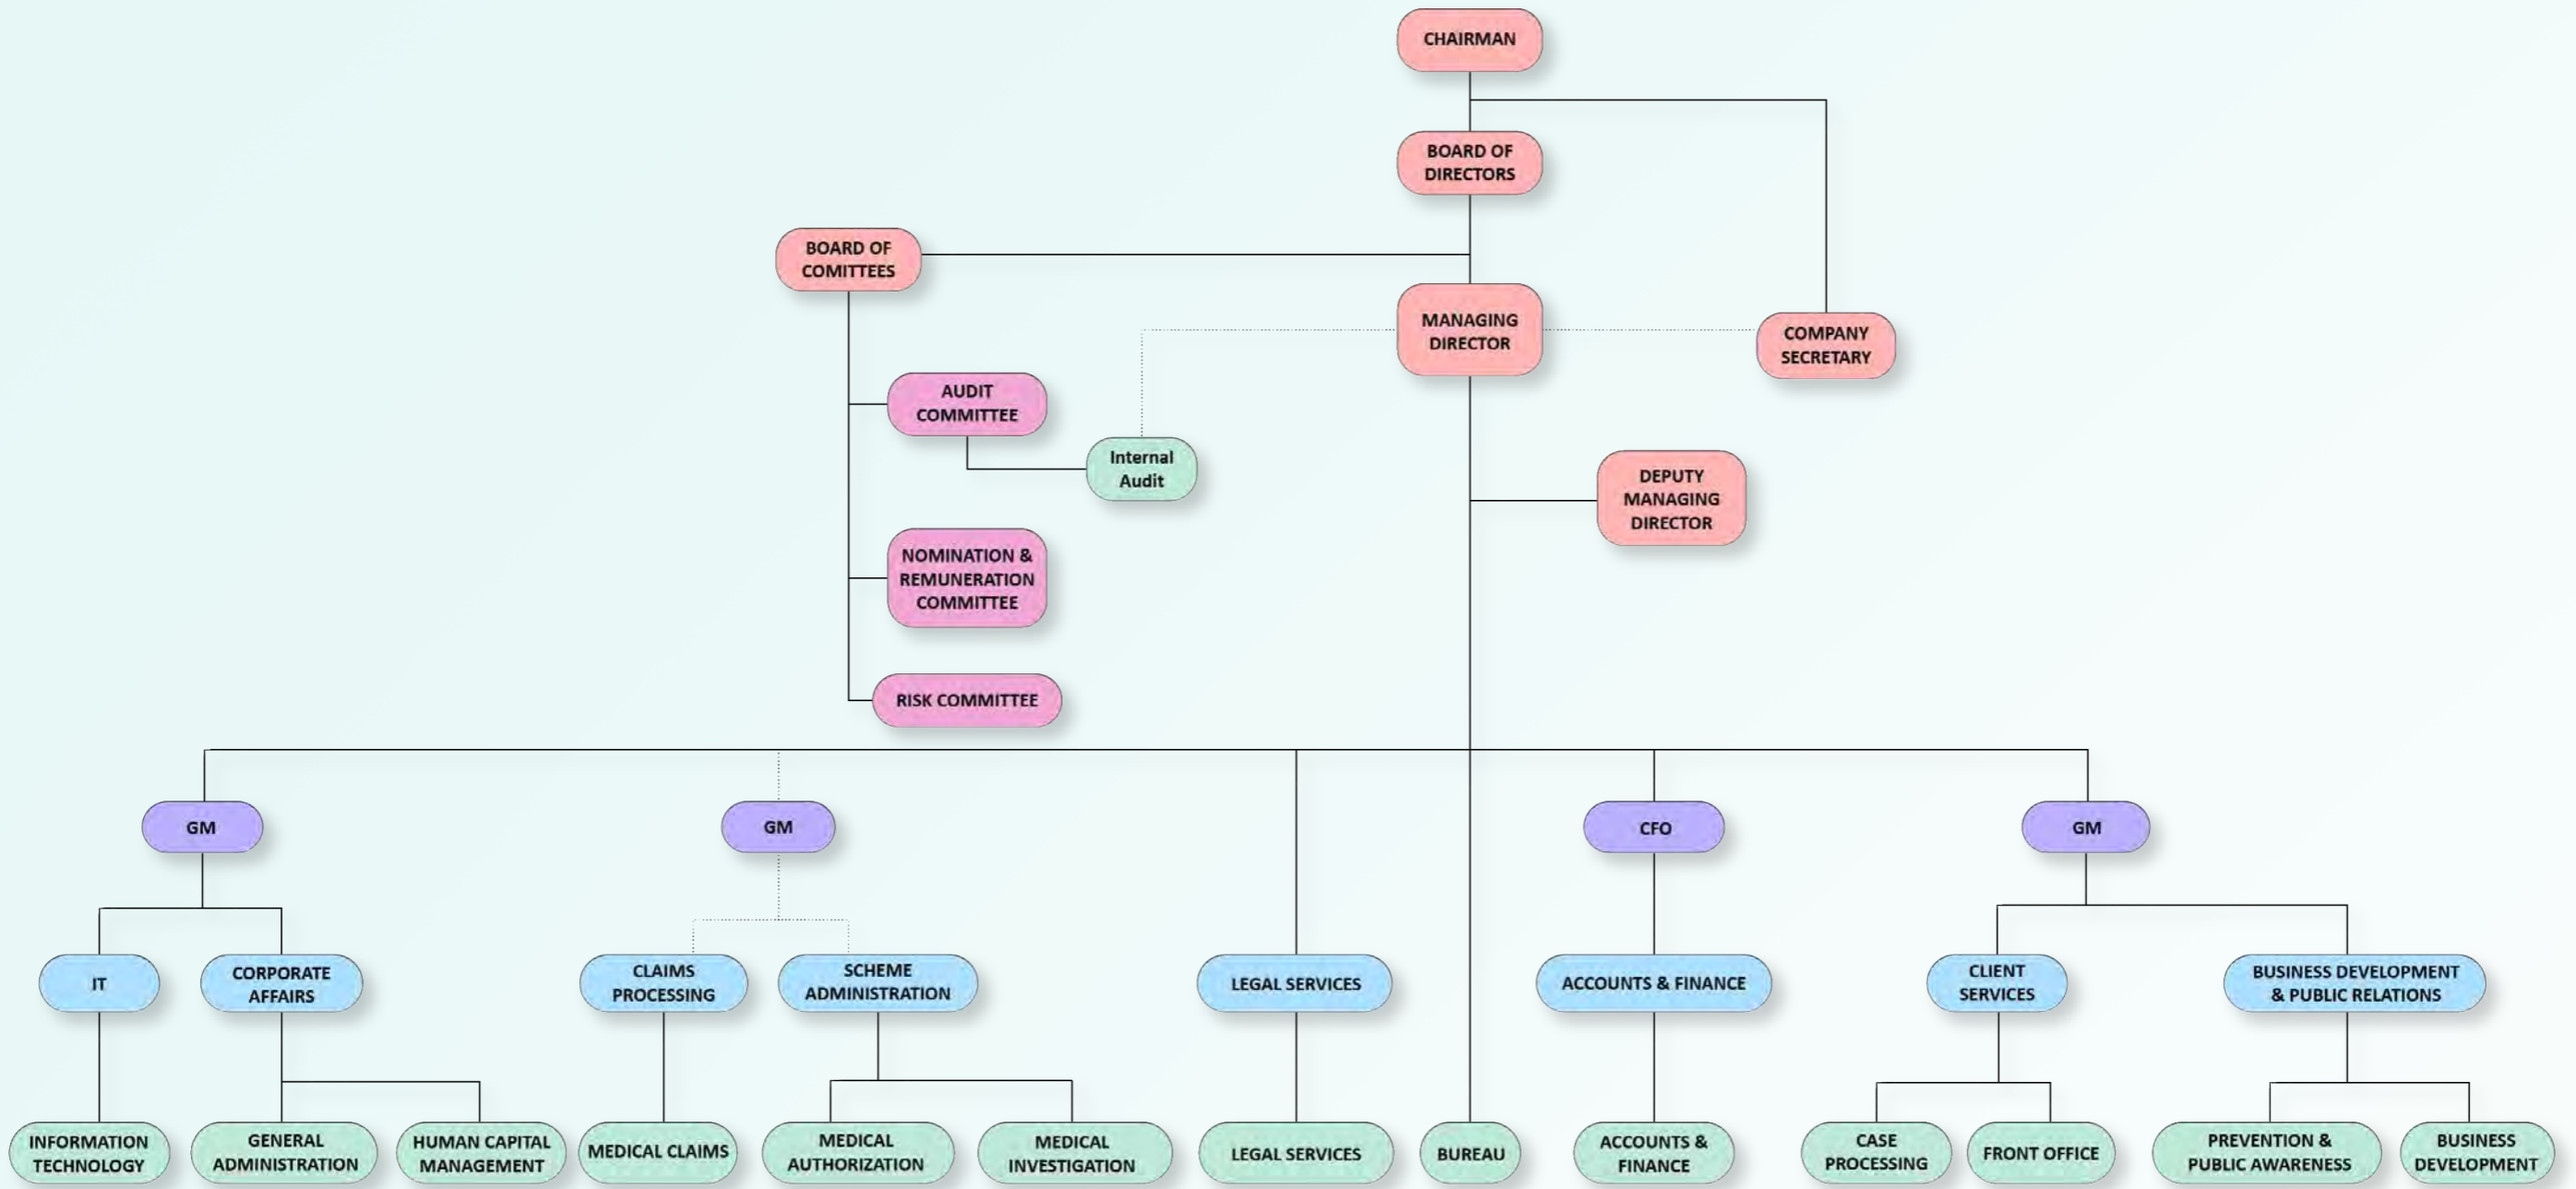 CHAIRMAN
BOARD OF
DIRECTORS
BOARD OF
COMITTEES
MANAGING
DIRECTOR
COMPANY
SECRETARY
AUDIT
COMMITTEE
Internal
Audit
DEPUTY
MANAGING
DIRECTOR
NOMINATION &
REMUNERATION
COMMITTEE
RISK COMMITTEE
GM
GM
CFO
GM
IT
CORPORATE
AFFAIRS
CLAIMS
PROCESSING
SCHEME
ADMINISTRATION
LEGAL SERVICES
ACCOUNTS & FINANCE
CLIENT
SERVICES
BUSINESS DEVELOPMENT
& PUBLIC RELATIONS
INFORMATION
TECHNOLOGY
GENERAL
ADMINISTRATION
HUMAN CAPITAL
MANAGEMENT
MEDICAL CLAIMS
MEDICAL
AUTHORIZATION
MEDICAL
INVESTIGATION
LEGAL SERVICES
BUREAU
ACCOUNTS &
FINANCE
CASE
PROCESSING
FRONT OFFICE
PREVENTION &
PUBLIC AWARENESS
BUSINESS
DEVELOPMENT